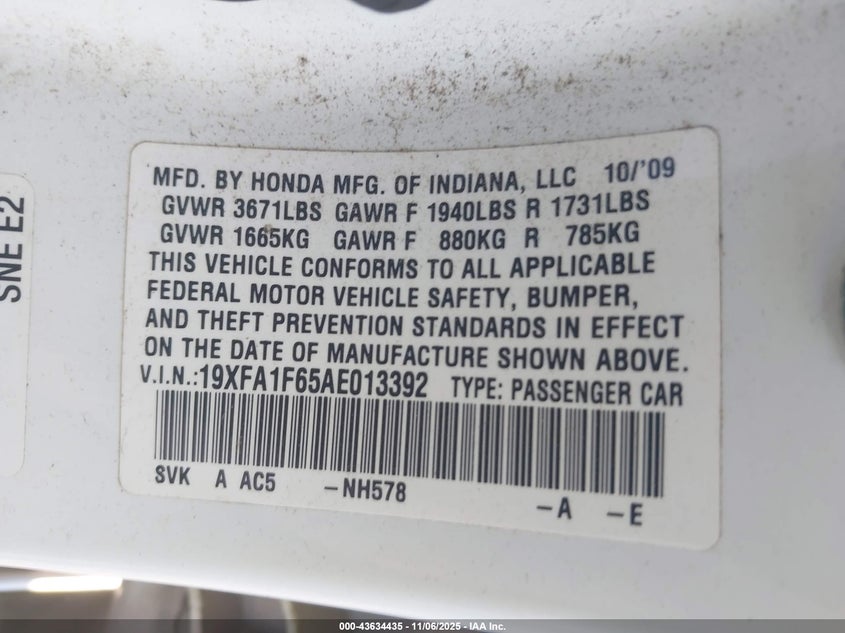 SNE E2
MFD. BY HONDA MFG. OF INDIANA, LLC 10/'09
GVWR 3671LBS GAWR F 1940LBS R 1731LBS
GVWR 1665KG GAWR F 880KG R 785KG
THIS VEHICLE CONFORMS TO ALL APPLICABLE
FEDERAL MOTOR VEHICLE SAFETY, BUMPER,
AND THEFT PREVENTION STANDARDS IN EFFECT
ON THE DATE OF MANUFACTURE SHOWN ABOVE.
V.I.N.:19XFA1F65AE013392 TYPE: PASSENGER CAR
SVK A AC5 -NH578 -A -E
000-43634435 - 11/06/2025 - IAA Inc.